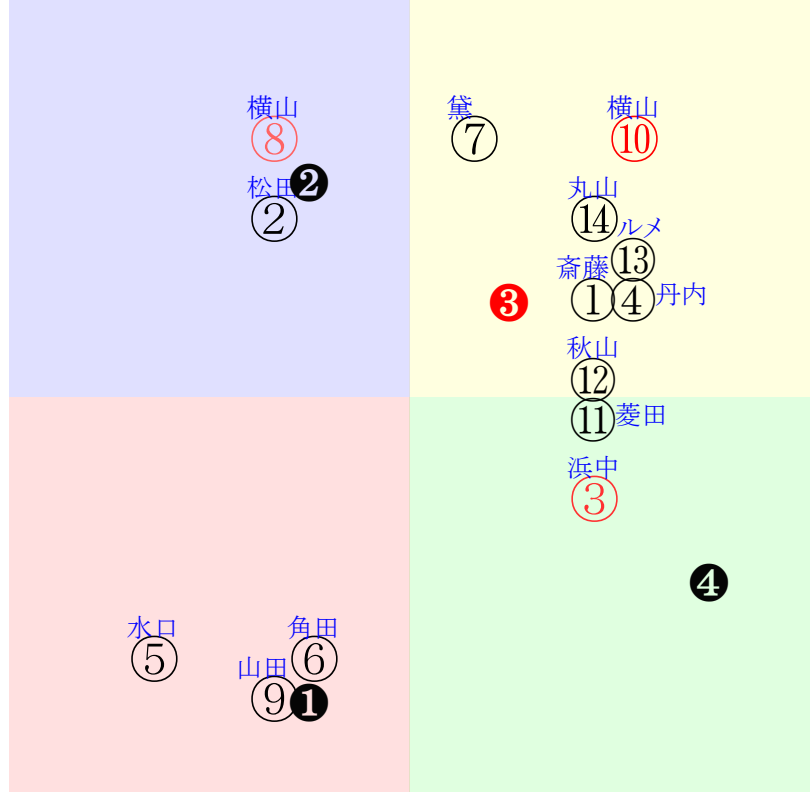 横山
黛
横山
⑧
⑦
⑩
松田
❷
丸山
②
⑭
ルメ
⑬
斎藤
❸
①
④
丹内
秋山
⑫
⑪
菱田
浜中
③
❹
水口
角田
⑤
⑥
山田
⑨
❶